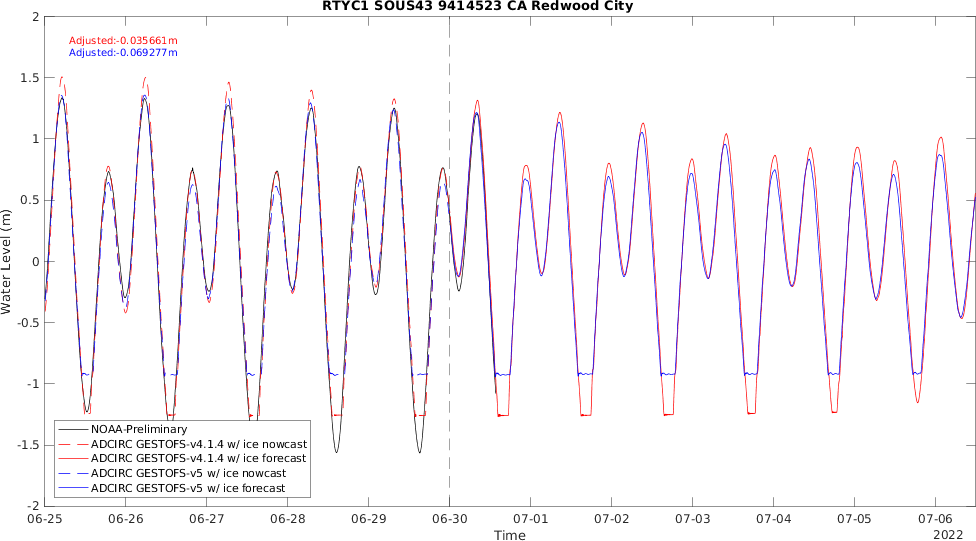 RTYC1 SOUS43 9414523 CA Redwood City
Adjusted:-0.035661m
Adjusted:-0.069277m
2
1.5
1
0.5
0
-0.5
-1
-1.5
-2
Water Level (m)
NOAA-Preliminary
ADCIRC GESTOFS-v4.1.4 w/ ice nowcast
ADCIRC GESTOFS-v4.1.4 w/ ice forecast
ADCIRC GESTOFS-v5 w/ ice nowcast
ADCIRC GESTOFS-v5 w/ ice forecast
06-25 06-26 06-27 06-28 06-29 06-30 07-01 07-02 07-03 07-04 07-05 07-06
Time
2022